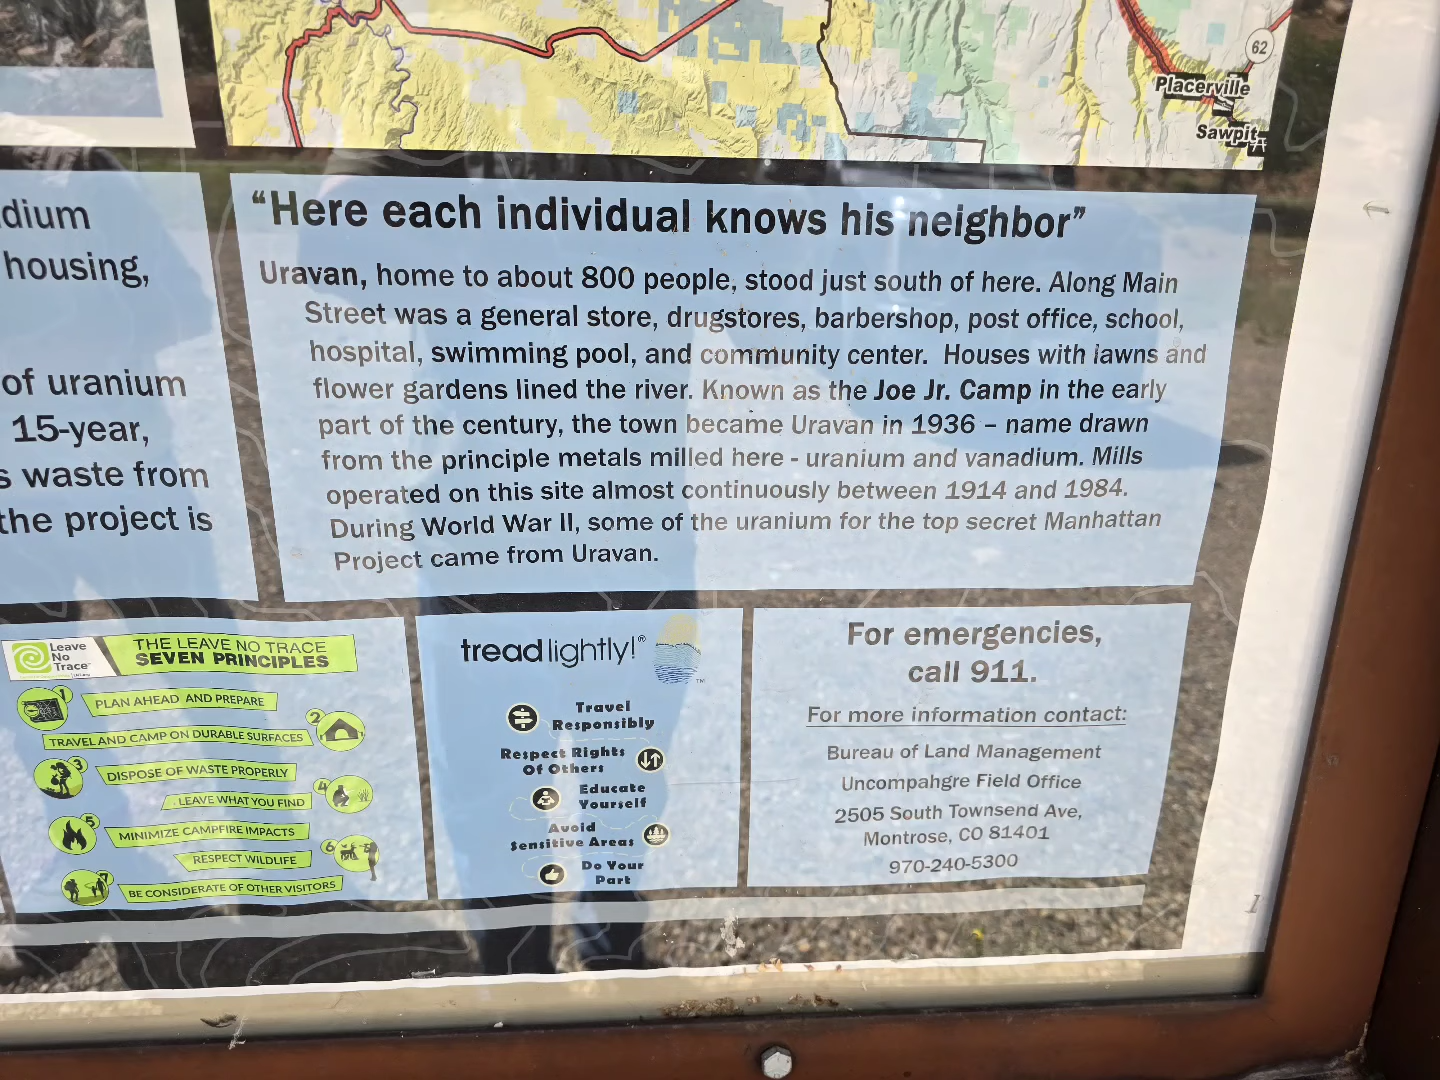 62
Placerville
Sawpit
dium
housing,
of uranium
15-year,
s waste from
the project is
“Here each individual knows his neighbor”
Uravan, home to about 800 people, stood just south of here. Along Main
Street was a general store, drugstores, barbershop, post office, school,
hospital, swimming pool, and community center. Houses with lawns and
flower gardens lined the river. Known as the Joe Jr. Camp in the early
part of the century, the town became Uravan in 1936 – name drawn
from the principle metals milled here - uranium and vanadium. Mills
operated on this site almost continuously between 1914 and 1984.
During World War II, some of the uranium for the top secret Manhattan
Project came from Uravan.
Leave
No
Trace
THE LEAVE NO TRACE
SEVEN PRINCIPLES
1
PLAN AHEAD AND PREPARE
2
TRAVEL AND CAMP ON DURABLE SURFACES
3
DISPOSE OF WASTE PROPERLY
4
LEAVE WHAT YOU FIND
5
MINIMIZE CAMPFIRE IMPACTS
6
RESPECT WILDLIFE
7
BE CONSIDERATE OF OTHER VISITORS
treadlightly!®
TM
Travel
Responsibly
Respect Rights
Of Others
Educate
Yourself
Avoid
Sensitive Areas
Do Your
Part
For emergencies,
call 911.
For more information contact:
Bureau of Land Management
Uncompahgre Field Office
2505 South Townsend Ave,
Montrose, CO 81401
970-240-5300